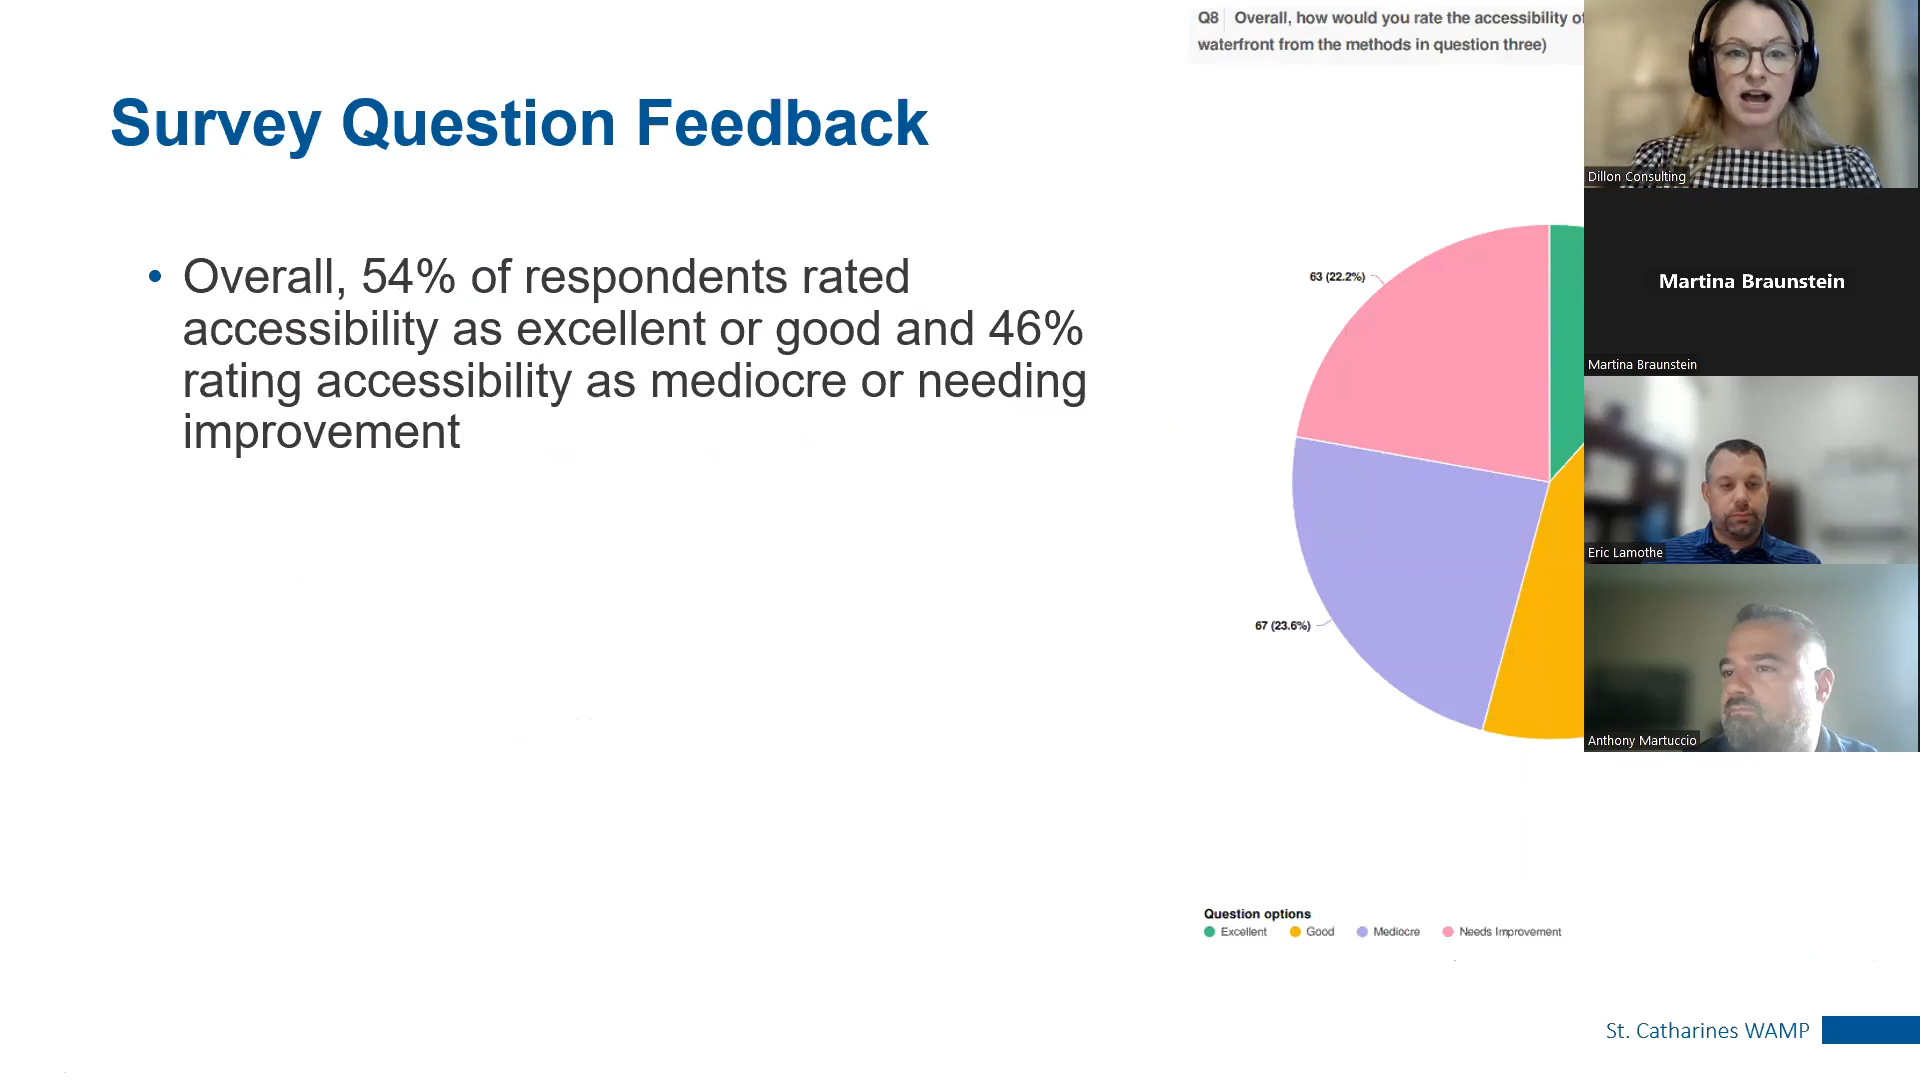 Survey Question Feedback
• Overall, 54% of respondents rated
accessibility as excellent or good and 46%
rating accessibility as mediocre or needing
improvement
Q8 Overall, how would you rate the accessibility of
waterfront from the methods in question three)
63 (22.2%)
67 (23.6%)
Question options
Excellent Good Mediocre Needs Improvement
Dillon Consulting
Martina Braunstein
Martina Braunstein
Eric Lamothe
Anthony Martuccio
St. Catharines WAMP